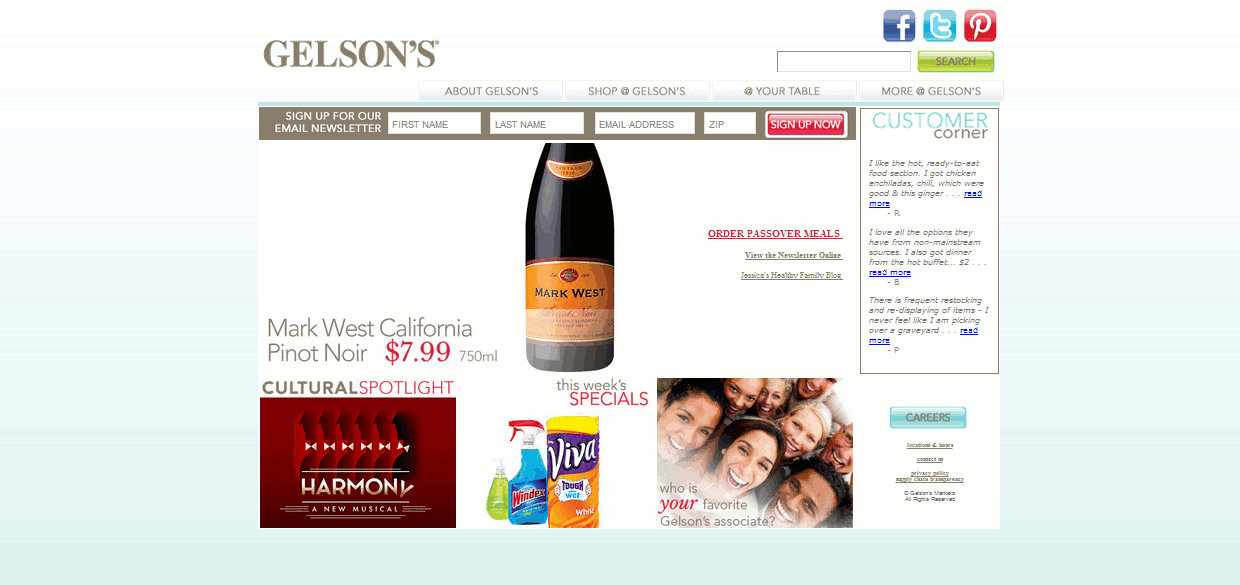 GELSON'S
SEARCH
ABOUT GELSON'S
SHOP @ GELSON'S
@ YOUR TABLE
MORE @ GELSON'S
SIGN UP FOR OUR
EMAIL NEWSLETTER
FIRST NAME
LAST NAME
EMAIL ADDRESS
ZIP
SIGN UP NOW
CUSTOMER
corner
I like the hot, ready-to-eat
food section. I got chicken
enchiladas, chili, which were
good & this ginger . . . read
more
- R
I love all the options they
have from non-mainstream
sources. I also got dinner
from the hot buffet... $2 . . .
read more
- B
There is frequent restocking
and re-displaying of items - I
never feel like I am picking
over a graveyard . . . read
more
- P
ORDER PASSOVER MEALS
View the Newsletter Online
Jessica's Healthy Family Blog
MARK WEST
Pinot Noir
Mark West California
Pinot Noir $7.99 750ml
CULTURAL SPOTLIGHT
HARMONY
A NEW MUSICAL
this week's
SPECIALS
Windex
Viva
TOUGH
when
wet
White
who is
your favorite
Gelson's associate?
CAREERS
locations & hours
contact us
privacy policy
supply chain transparency
© Gelson's Markets
All Rights Reserved